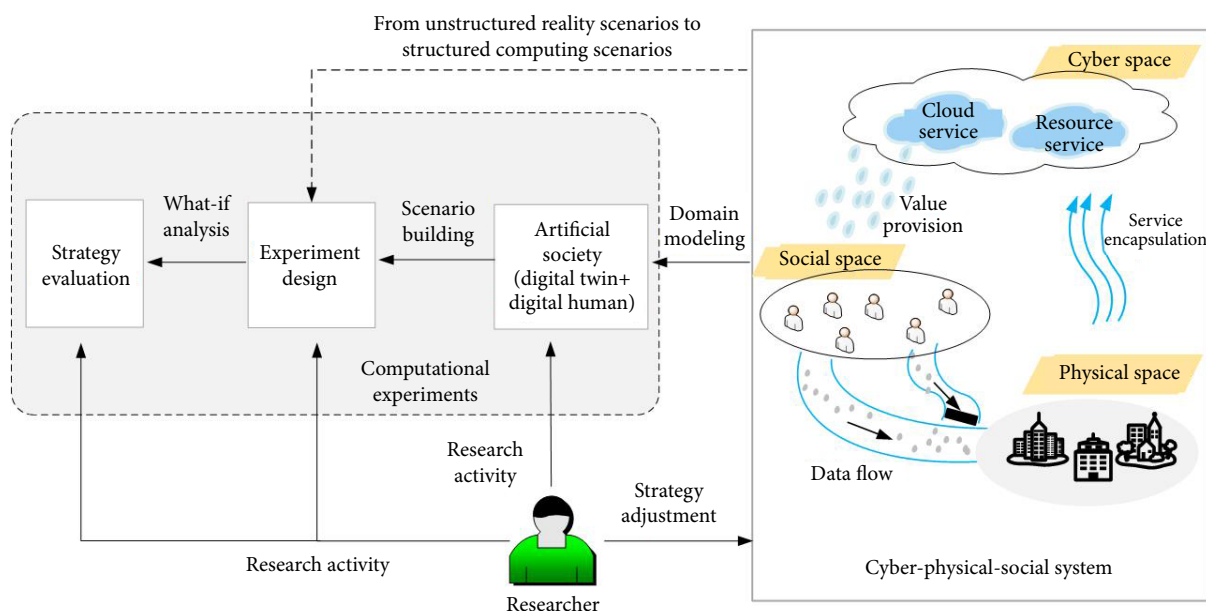 From unstructured reality scenarios to
structured computing scenarios
Cyber space
Cloud
service
Resource
service
What-if
analysis
Scenario
building
Domain
modeling
Value
provision
Service
encapsulation
Strategy
evaluation
Experiment
design
Artificial
society
(digital twin+
digital human)
Social space
Computational
experiments
Physical space
Research
activity
Strategy
adjustment
Data flow
Research activity
Researcher
Cyber-physical-social system